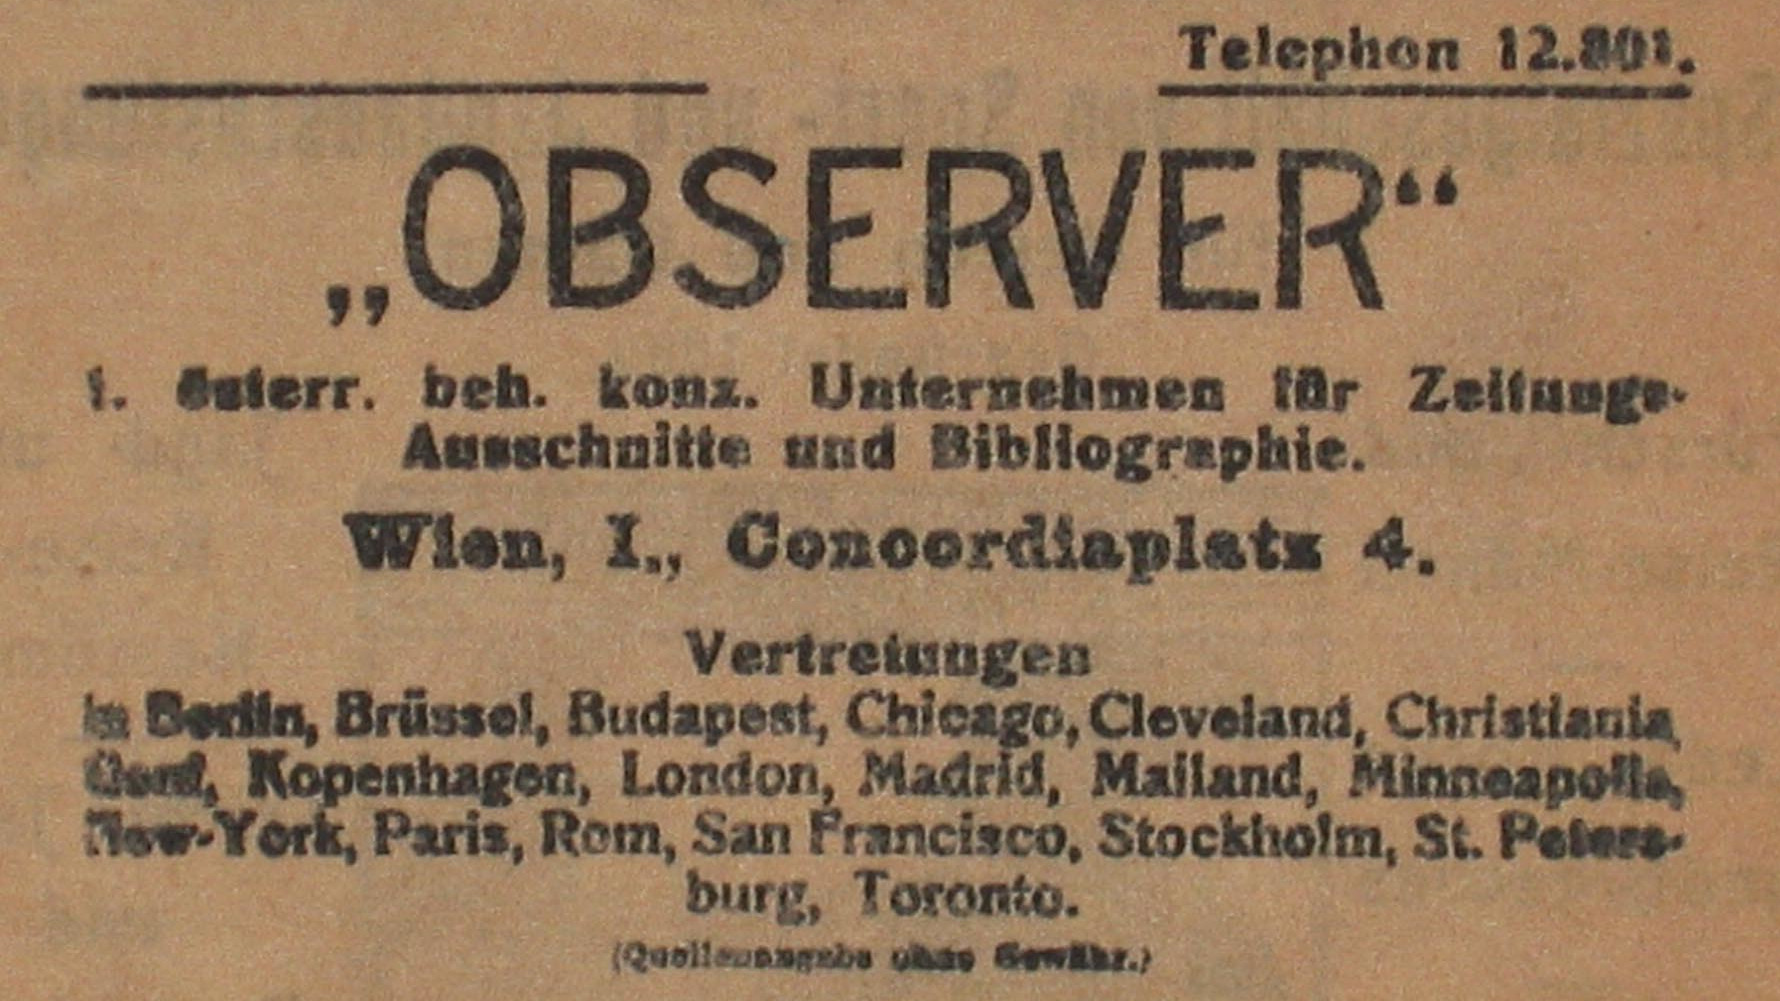 Telephon 12.801.
„OBSERVER“
I. österr. beh. konz. Unternehmen für Zeitungs-
Ausschnitte und Bibliographie.
Wien, I., Concordiaplatz 4.
Vertretungen
in Berlin, Brüssel, Budapest, Chicago, Cleveland, Christiania,
Genf, Kopenhagen, London, Madrid, Mailand, Minneapolis,
New-York, Paris, Rom, San Francisco, Stockholm, St. Peters-
burg, Toronto.
(Quellenangabe ohne Gewähr.)